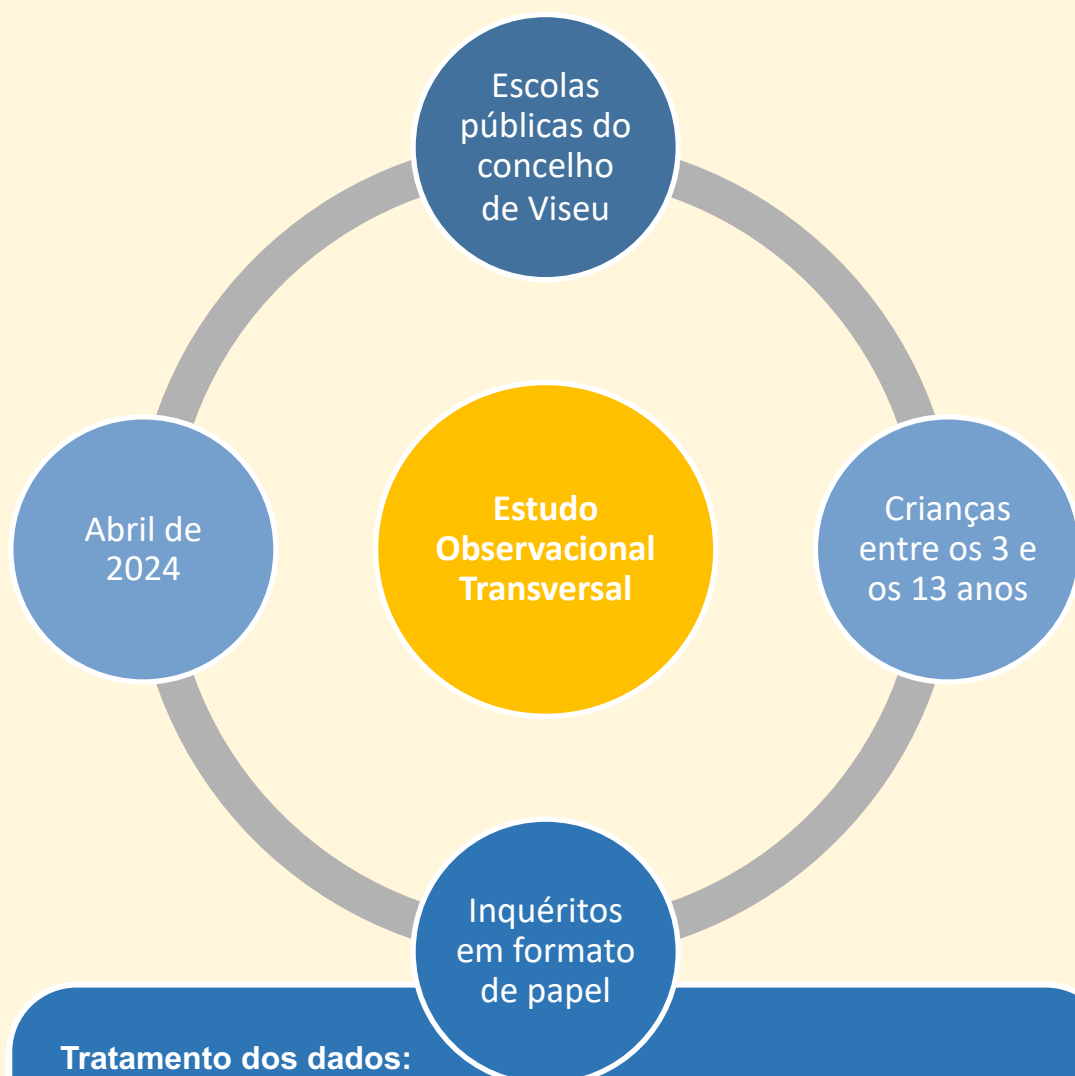 Escolas
públicas do
concelho
de Viseu
Abril de
2024
Estudo
Observacional
Transversal
Crianças
entre os 3 e
os 13 anos
Inquéritos
em formato
de papel
Tratamento dos dados: